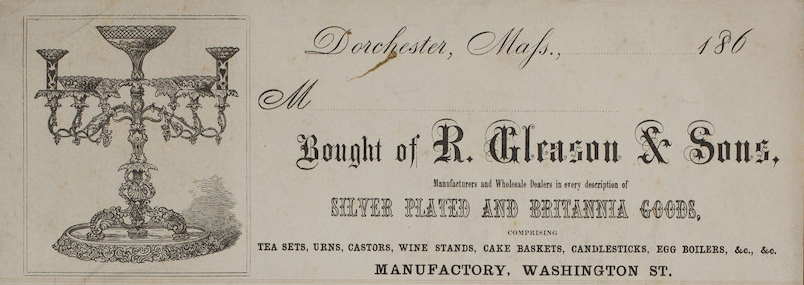 Dorchester, Mass., 186
M
Bought of R. Gleason & Sons,
Manufacturers and Wholesale Dealers in every description of
SILVER PLATED AND BRITANNIA GOODS,
COMPRISING
TEA SETS, URNS, CASTORS, WINE STANDS, CAKE BASKETS, CANDLESTICKS, EGG BOILERS, &c., &c.
MANUFACTORY, WASHINGTON ST.